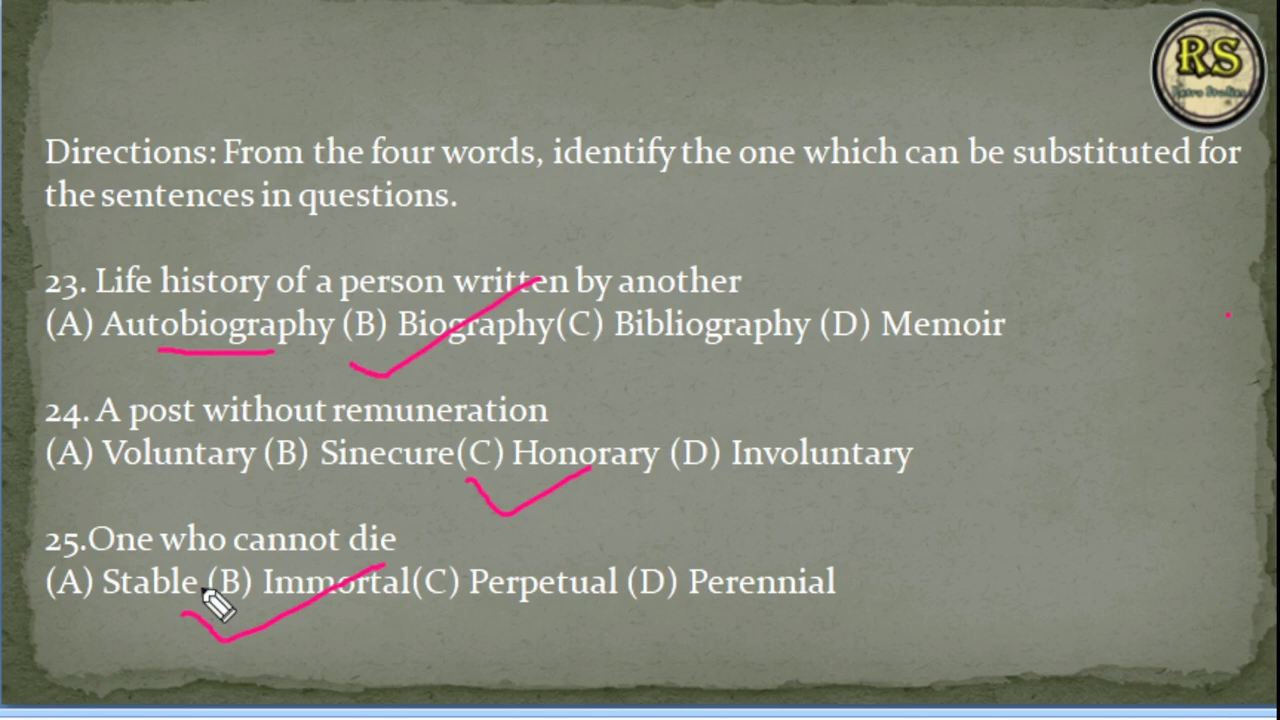 RS
Retro Studies
Directions: From the four words, identify the one which can be substituted for
the sentences in questions.
23. Life history of a person written by another
(A) Autobiography (B) Biography(C) Bibliography (D) Memoir
24. A post without remuneration
(A) Voluntary (B) Sinecure(C) Honorary (D) Involuntary
25.One who cannot die
(A) Stable (B) Immortal(C) Perpetual (D) Perennial